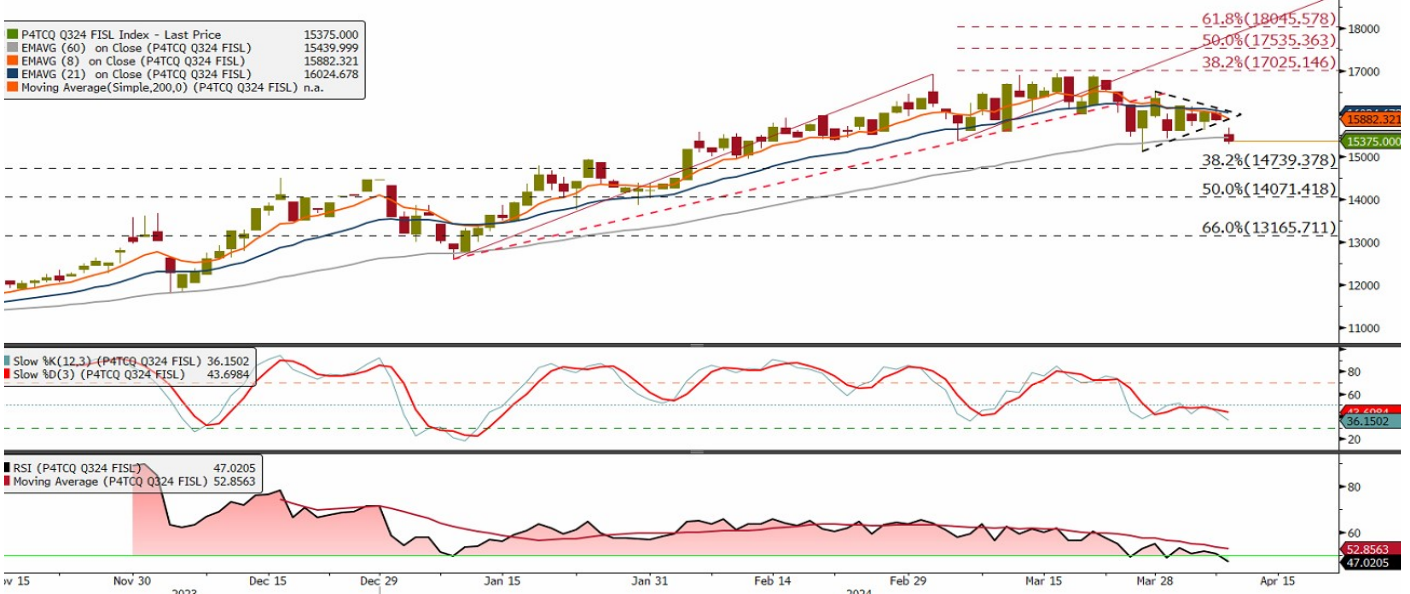 P4TCQ Q324 FISL Index - Last Price 15375.000
EMAVG (60) on Close (P4TCQ Q324 FISL) 15439.999
EMAVG (8) on Close (P4TCQ Q324 FISL) 15882.321
EMAVG (21) on Close (P4TCQ Q324 FISL) 16024.678
Moving Average(Simple,200,0) (P4TCQ Q324 FISL) n.a.
61.8%(18045.578)
50.0%(17535.363)
38.2%(17025.146)
38.2%(14739.378)
50.0%(14071.418)
66.0%(13165.711)
18000
17000
15882.321
15375.000
15000
14000
13000
12000
11000
Slow %K(12,3) (P4TCQ Q324 FISL) 36.1502
Slow %D(3) (P4TCQ Q324 FISL) 43.6984
80
60
43.6984
36.1502
20
RSI (P4TCQ Q324 FISL) 47.0205
Moving Average (P4TCQ Q324 FISL) 52.8563
80
60
52.8563
47.0205
15 Nov 30 Dec 15 Dec 29 Jan 15 Jan 31 Feb 14 Feb 29 Mar 15 Mar 28 Apr 15
2023 2024